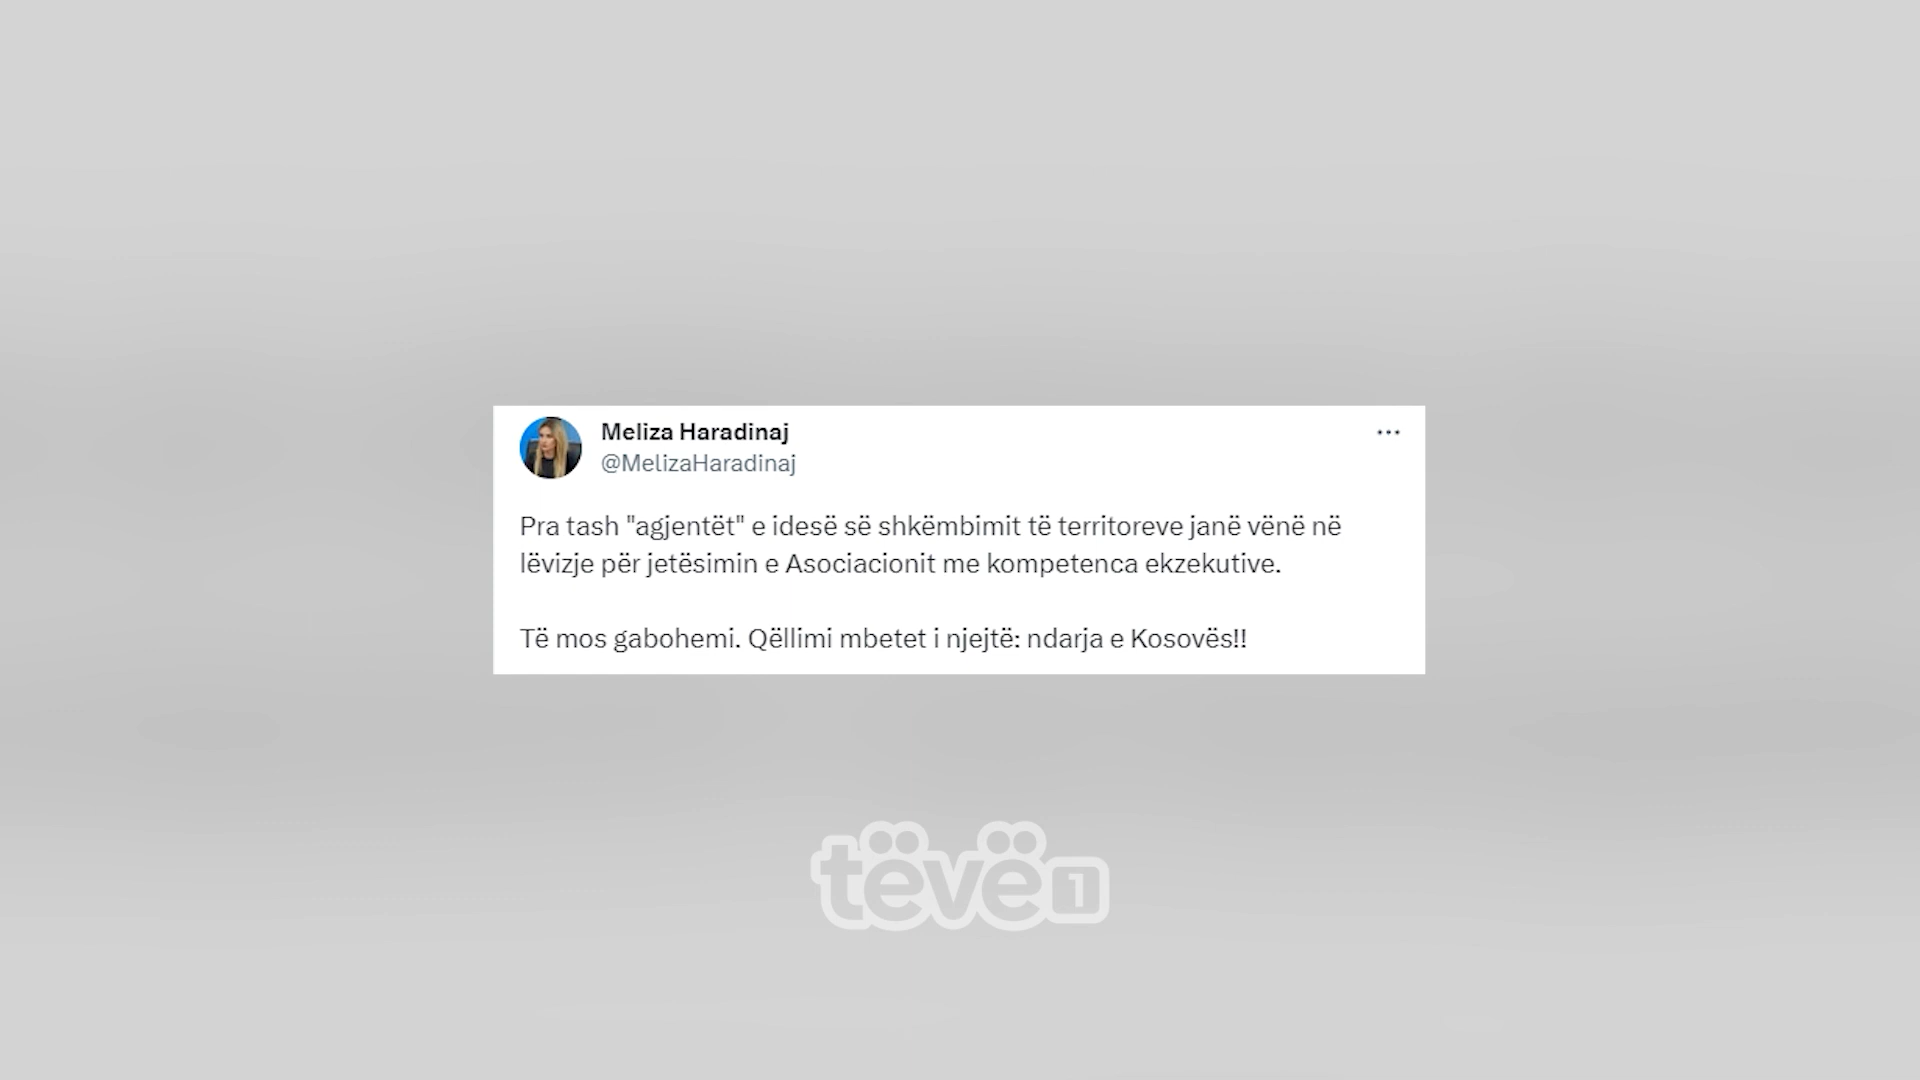 Meliza Haradinaj
@MelizaHaradinaj
Pra tash "agjentët" e idesë së shkëmbimit të territoreve janë vënë në
lëvizje për jetësimin e Asociacionit me kompetenca ekzekutive.
Të mos gabohemi. Qëllimi mbetet i njejtë: ndarja e Kosovës!!
tëvë1